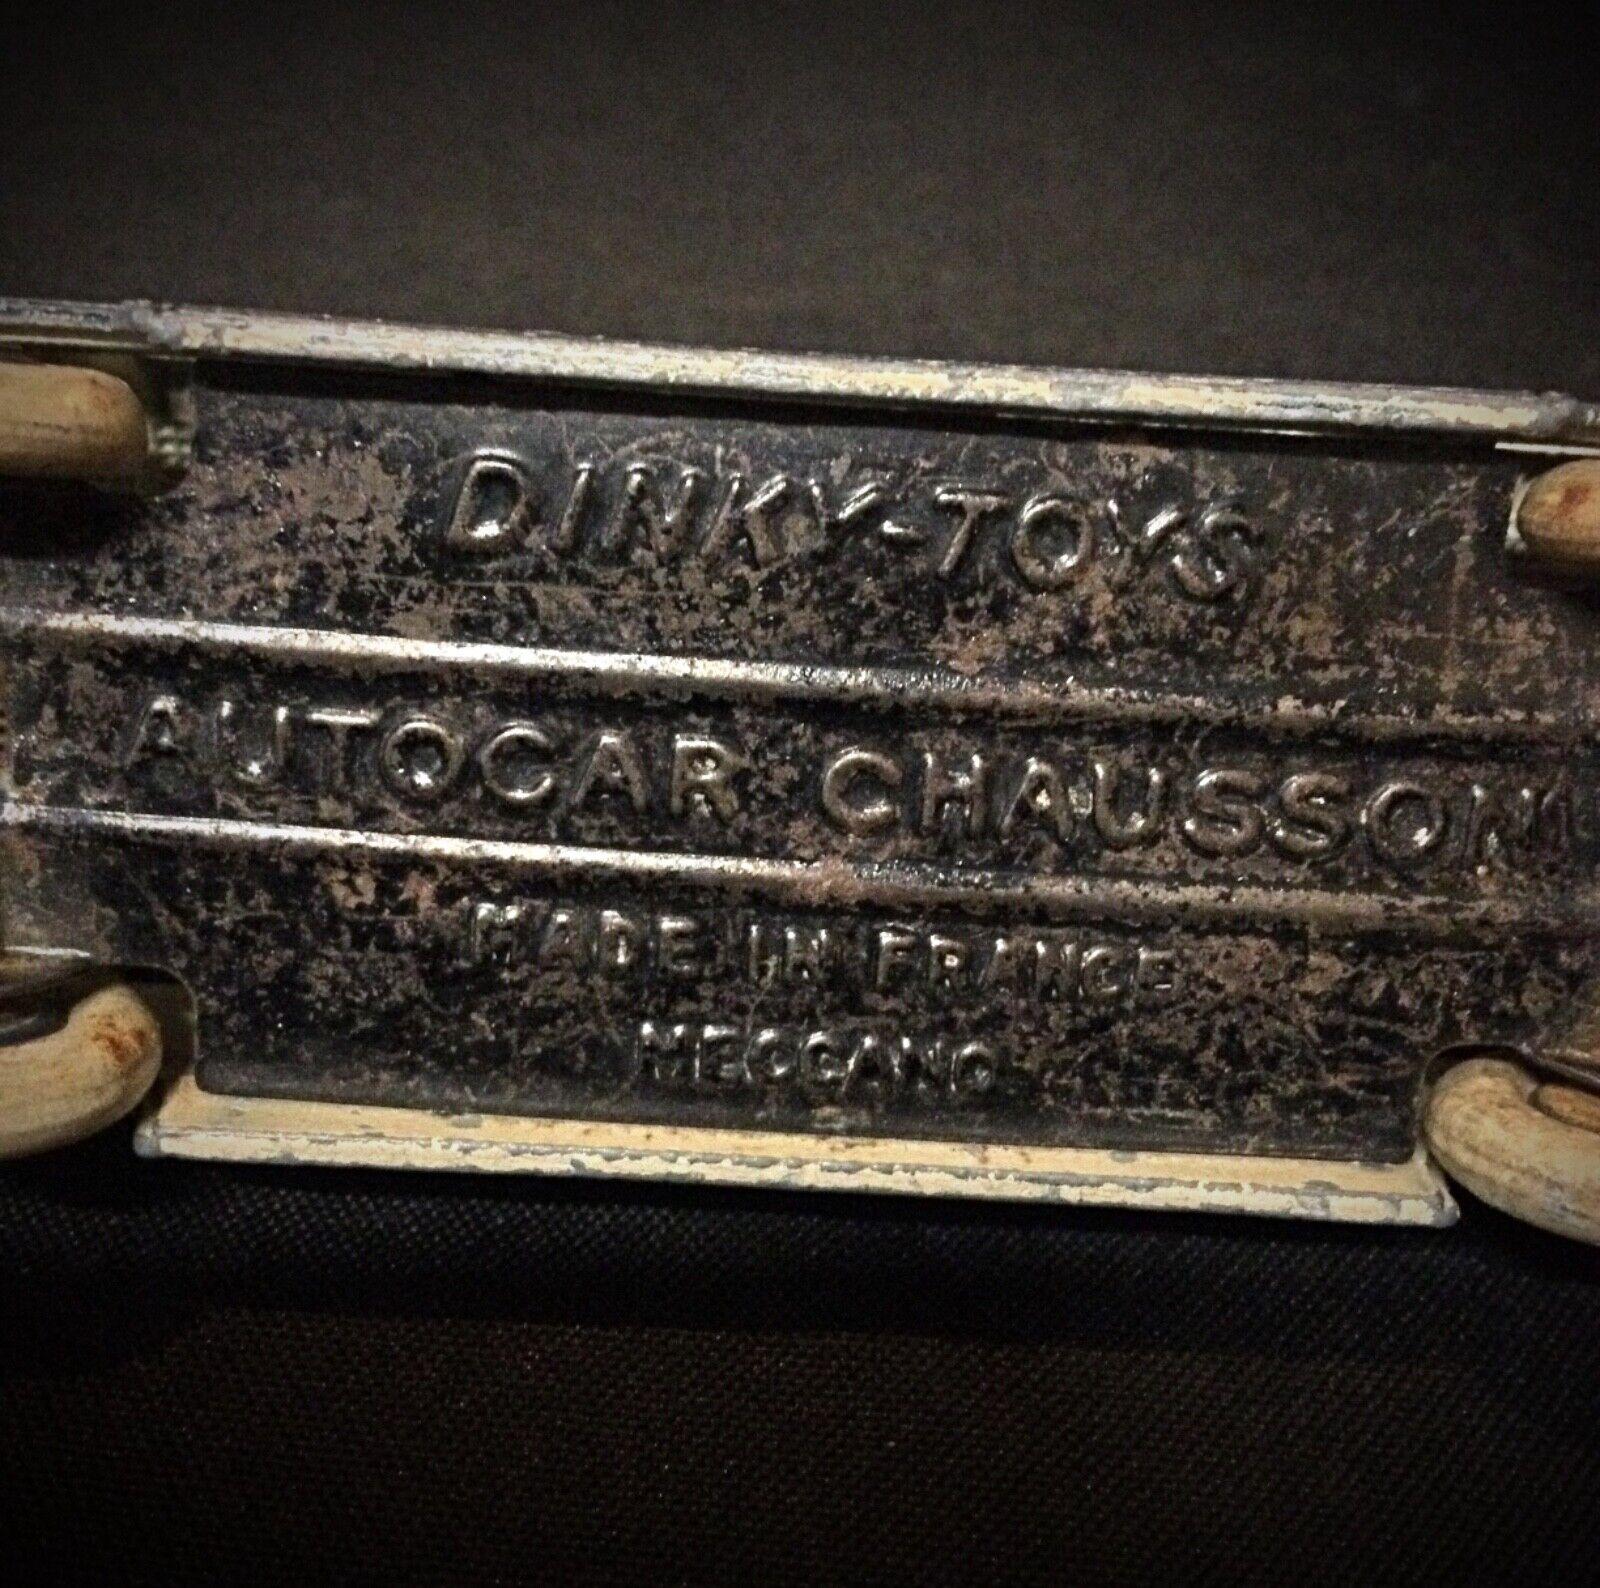 DINKY-TOYS
AUTOCAR CHAUSSON
MADE IN FRANCE
MECCANO